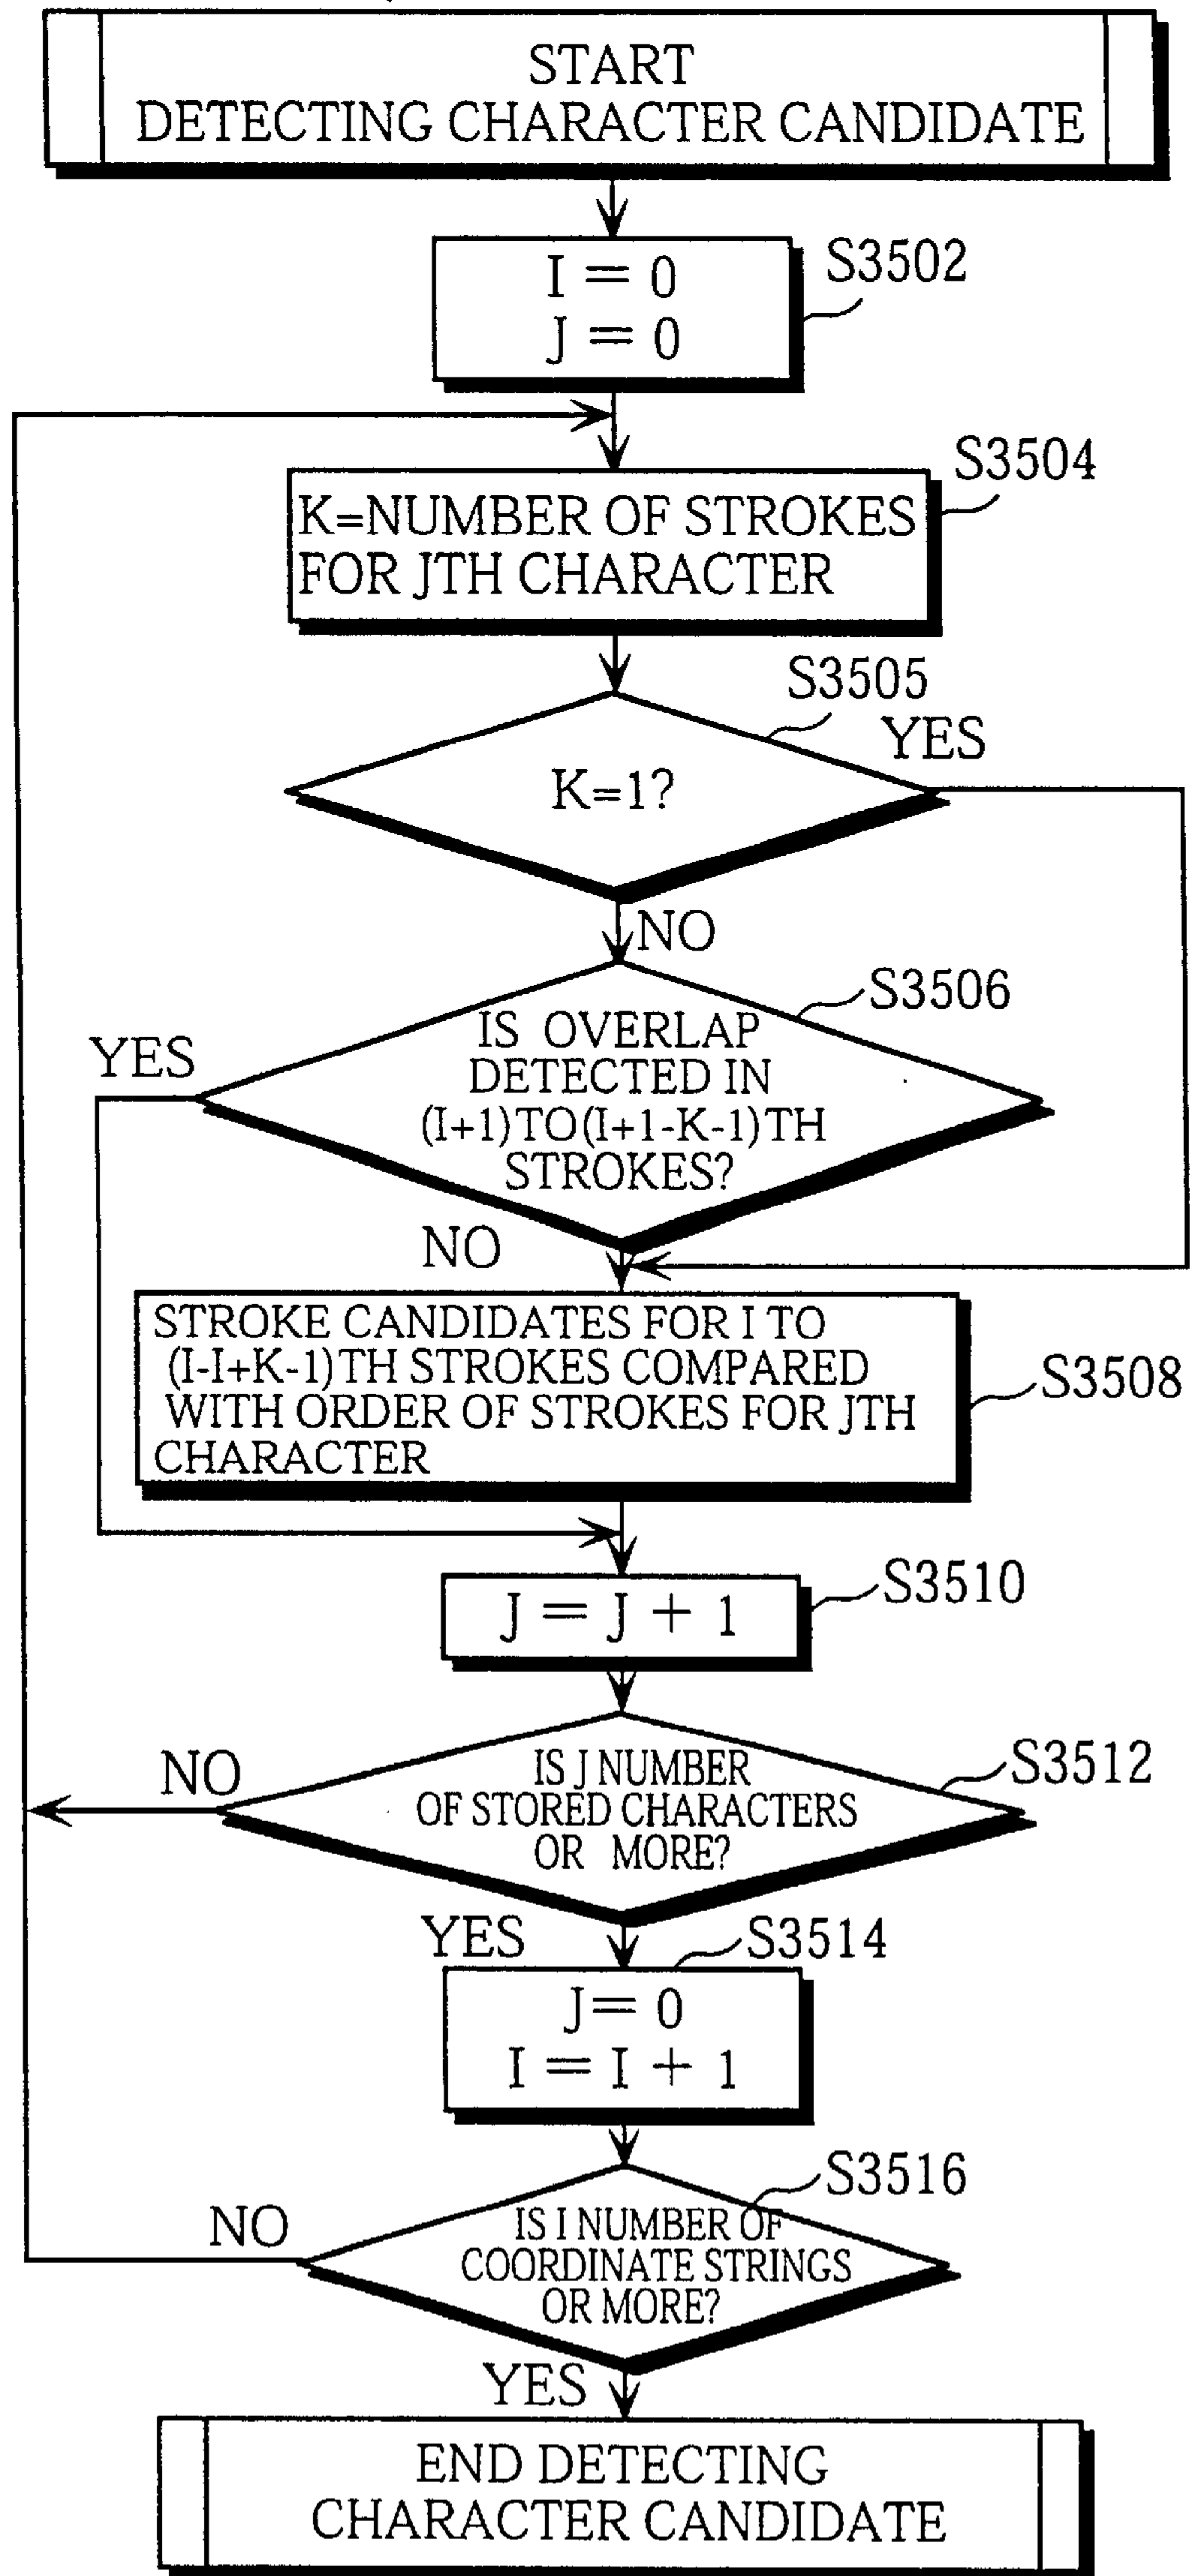 START
DETECTING CHARACTER CANDIDATE
I = 0
J = 0
S3502
K=NUMBER OF STROKES
FOR JTH CHARACTER
S3504
S3505
YES
K=1?
NO
S3506
YES
IS OVERLAP
DETECTED IN
(I+1)TO(I+1-K-1)TH
STROKES?
NO
STROKE CANDIDATES FOR I TO
(I-I+K-1)TH STROKES COMPARED
WITH ORDER OF STROKES FOR JTH
CHARACTER
S3508
J = J + 1
S3510
NO
IS J NUMBER
OF STORED CHARACTERS
OR MORE?
S3512
YES
S3514
J= 0
I = I + 1
S3516
NO
IS I NUMBER OF
COORDINATE STRINGS
OR MORE?
YES
END DETECTING
CHARACTER CANDIDATE